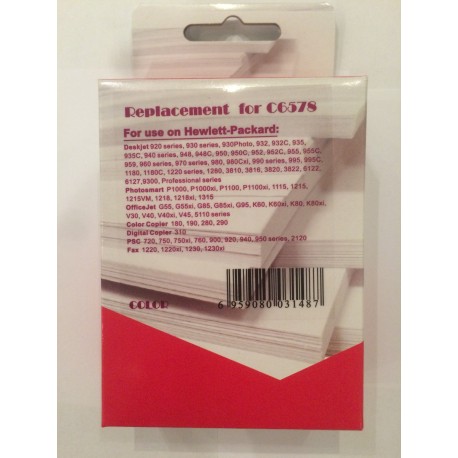 Replacement for C6578
For use on Hewlett-Packard:
Deskjet 920 series, 930 series, 930Photo, 932, 932C, 935,
935C, 940 series, 948, 948C, 950, 950C, 952, 952C, 955, 955C,
959, 960 series, 970 series, 980, 980Cxi, 990 series, 995, 995C,
1180, 1180C, 1220 series, 1280, 3810, 3816, 3820, 3822, 6122,
6127,9300, Professional series
Photosmart P1000, P1000xi, P1100, P1100xi, 1115, 1215,
1215VM, 1218, 1218xi, 1315
OfficeJet G55, G55xi, G85, G85xi, G95, K60, K60xi, K80, K80xi,
V30, V40, V40xi, V45, 5110 series
Color Copier 180, 190, 280, 290
Digital Copier 310
PSC 720, 750, 750xi, 760, 900, 920, 940, 950 series, 2120
Fax 1220, 1220xi, 1230, 1230xi
COLOR
6 959080 031487